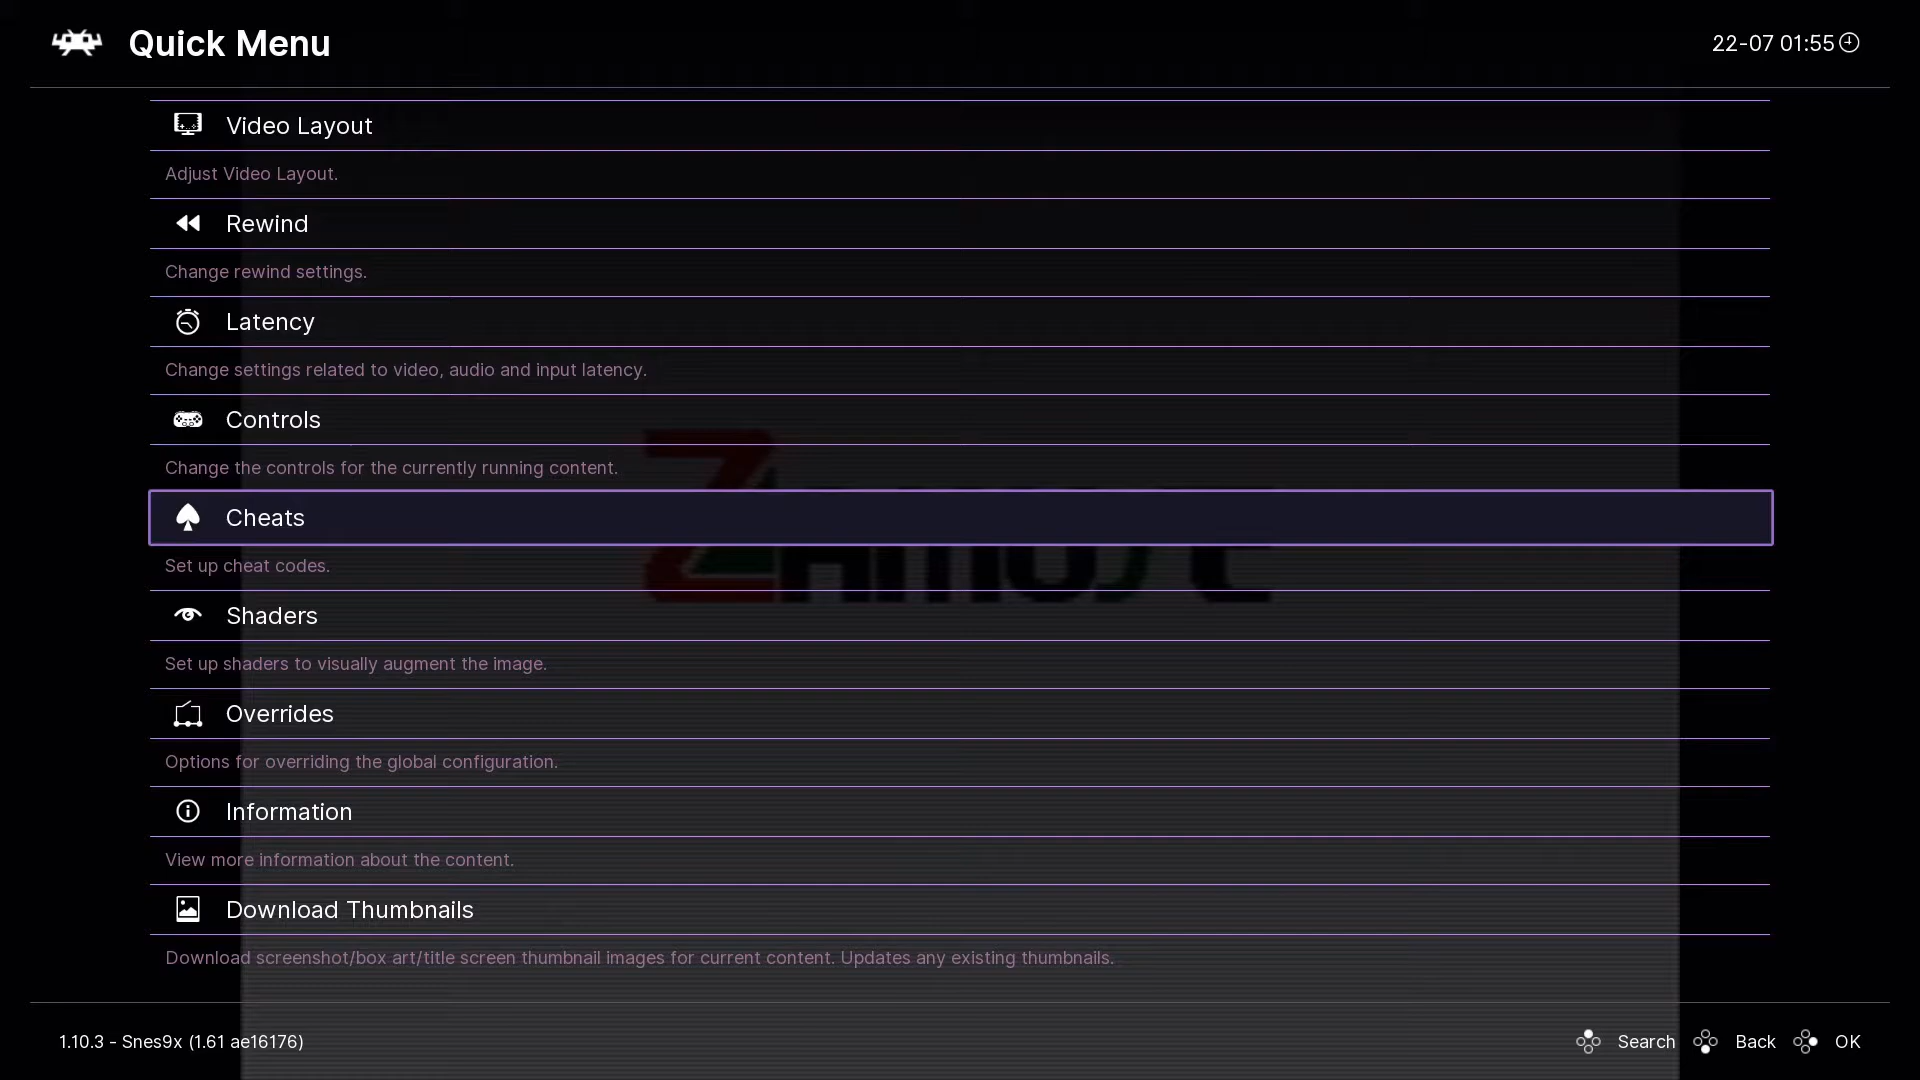 Quick Menu
22-07 01:55
Video Layout
Adjust Video Layout.
Rewind
Change rewind settings.
Latency
Change settings related to video, audio and input latency.
Controls
Change the controls for the currently running content.
Cheats
Set up cheat codes.
Shaders
Set up shaders to visually augment the image.
Overrides
Options for overriding the global configuration.
Information
View more information about the content.
Download Thumbnails
Download screenshot/box art/title screen thumbnail images for current content. Updates any existing thumbnails.
1.10.3 - Snes9x (1.61 ae16176)
Search Back OK